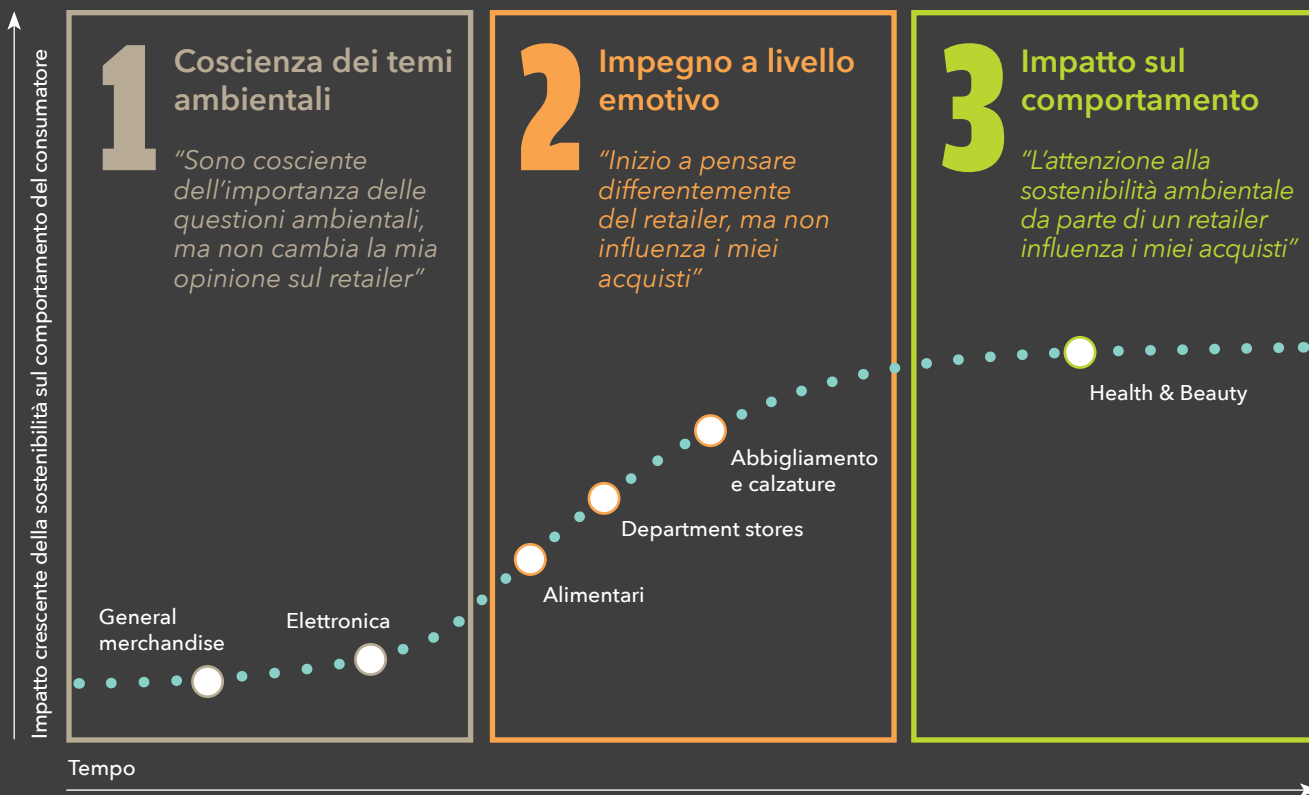 Impatto crescente della sostenibilità sul comportamento del consumatore
1
Coscienza dei temi
ambientali
“Sono cosciente
dell’importanza delle
questioni ambientali,
ma non cambia la mia
opinione sul retailer”
2
Impegno a livello
emotivo
“Inizio a pensare
differentemente
del retailer, ma non
influenza i miei
acquisti”
3
Impatto sul
comportamento
“L’attenzione alla
sostenibilità ambientale
da parte di un retailer
influenza i miei acquisti”
General
merchandise
Elettronica
Alimentari
Department stores
Abbigliamento
e calzature
Health & Beauty
Tempo